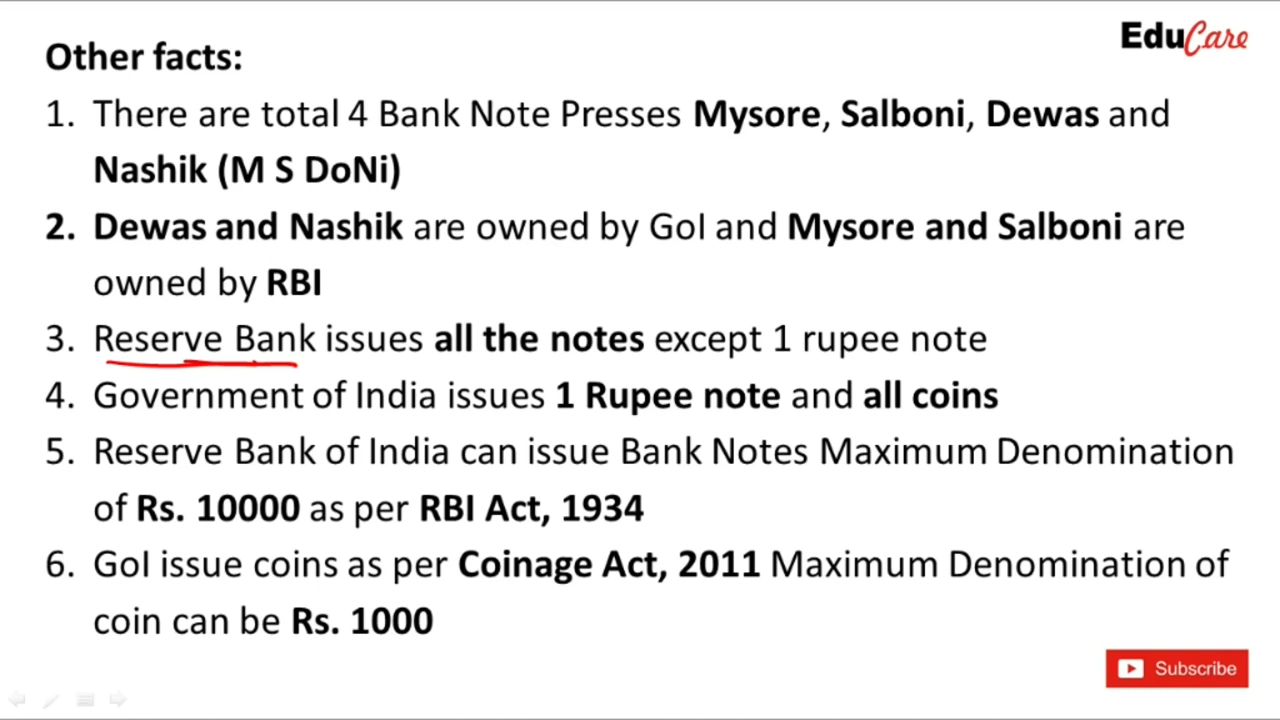 EduCare
Other facts:
1. There are total 4 Bank Note Presses Mysore, Salboni, Dewas and
Nashik (M S DoNi)
2. Dewas and Nashik are owned by GoI and Mysore and Salboni are
owned by RBI
3. Reserve Bank issues all the notes except 1 rupee note
4. Government of India issues 1 Rupee note and all coins
5. Reserve Bank of India can issue Bank Notes Maximum Denomination
of Rs. 10000 as per RBI Act, 1934
6. GoI issue coins as per Coinage Act, 2011 Maximum Denomination of
coin can be Rs. 1000
Subscribe